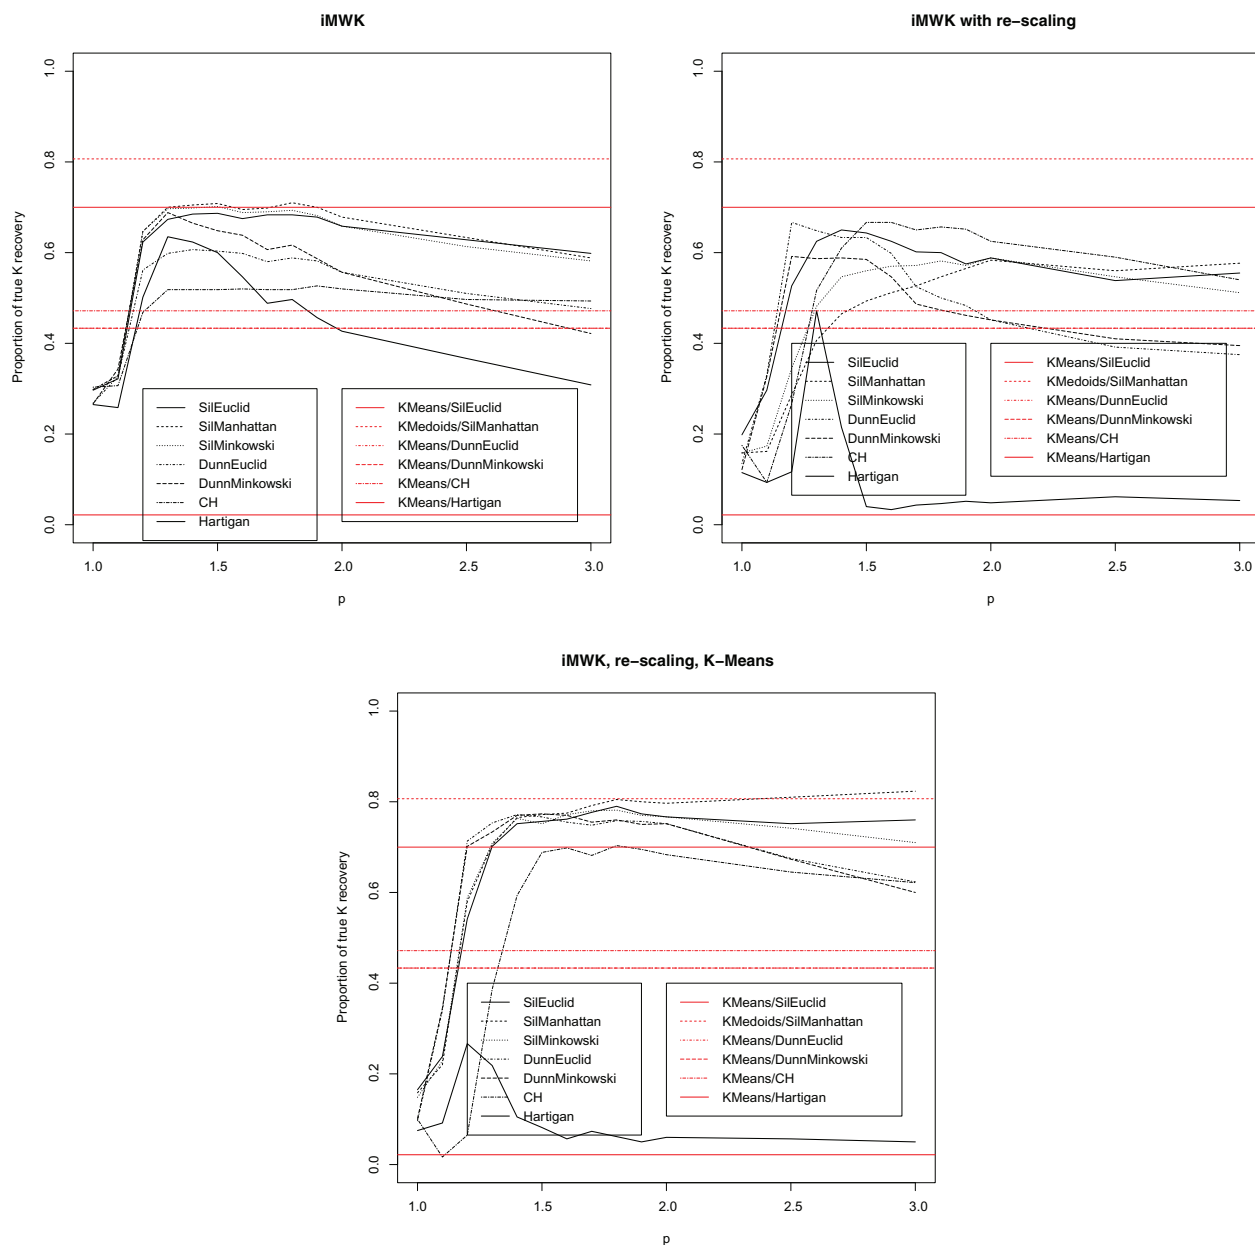 iMWK
Proportion of true K recovery
1.0
0.8
0.6
0.4
0.2
0.0
SilEuclid
SilManhattan
SilMinkowski
DunnEuclid
DunnMinkowski
CH
Hartigan
KMeans/SilEuclid
KMedoids/SilManhattan
KMeans/DunnEuclid
KMeans/DunnMinkowski
KMeans/CH
KMeans/Hartigan
1.0 1.5 2.0 2.5 3.0
p
iMWK with re−scaling
Proportion of true K recovery
1.0
0.8
0.6
0.4
0.2
0.0
SilEuclid
SilManhattan
SilMinkowski
DunnEuclid
DunnMinkowski
CH
Hartigan
KMeans/SilEuclid
KMedoids/SilManhattan
KMeans/DunnEuclid
KMeans/DunnMinkowski
KMeans/CH
KMeans/Hartigan
1.0 1.5 2.0 2.5 3.0
p
iMWK, re−scaling, K−Means
Proportion of true K recovery
1.0
0.8
0.6
0.4
0.2
0.0
SilEuclid
SilManhattan
SilMinkowski
DunnEuclid
DunnMinkowski
CH
Hartigan
KMeans/SilEuclid
KMedoids/SilManhattan
KMeans/DunnEuclid
KMeans/DunnMinkowski
KMeans/CH
KMeans/Hartigan
1.0 1.5 2.0 2.5 3.0
p